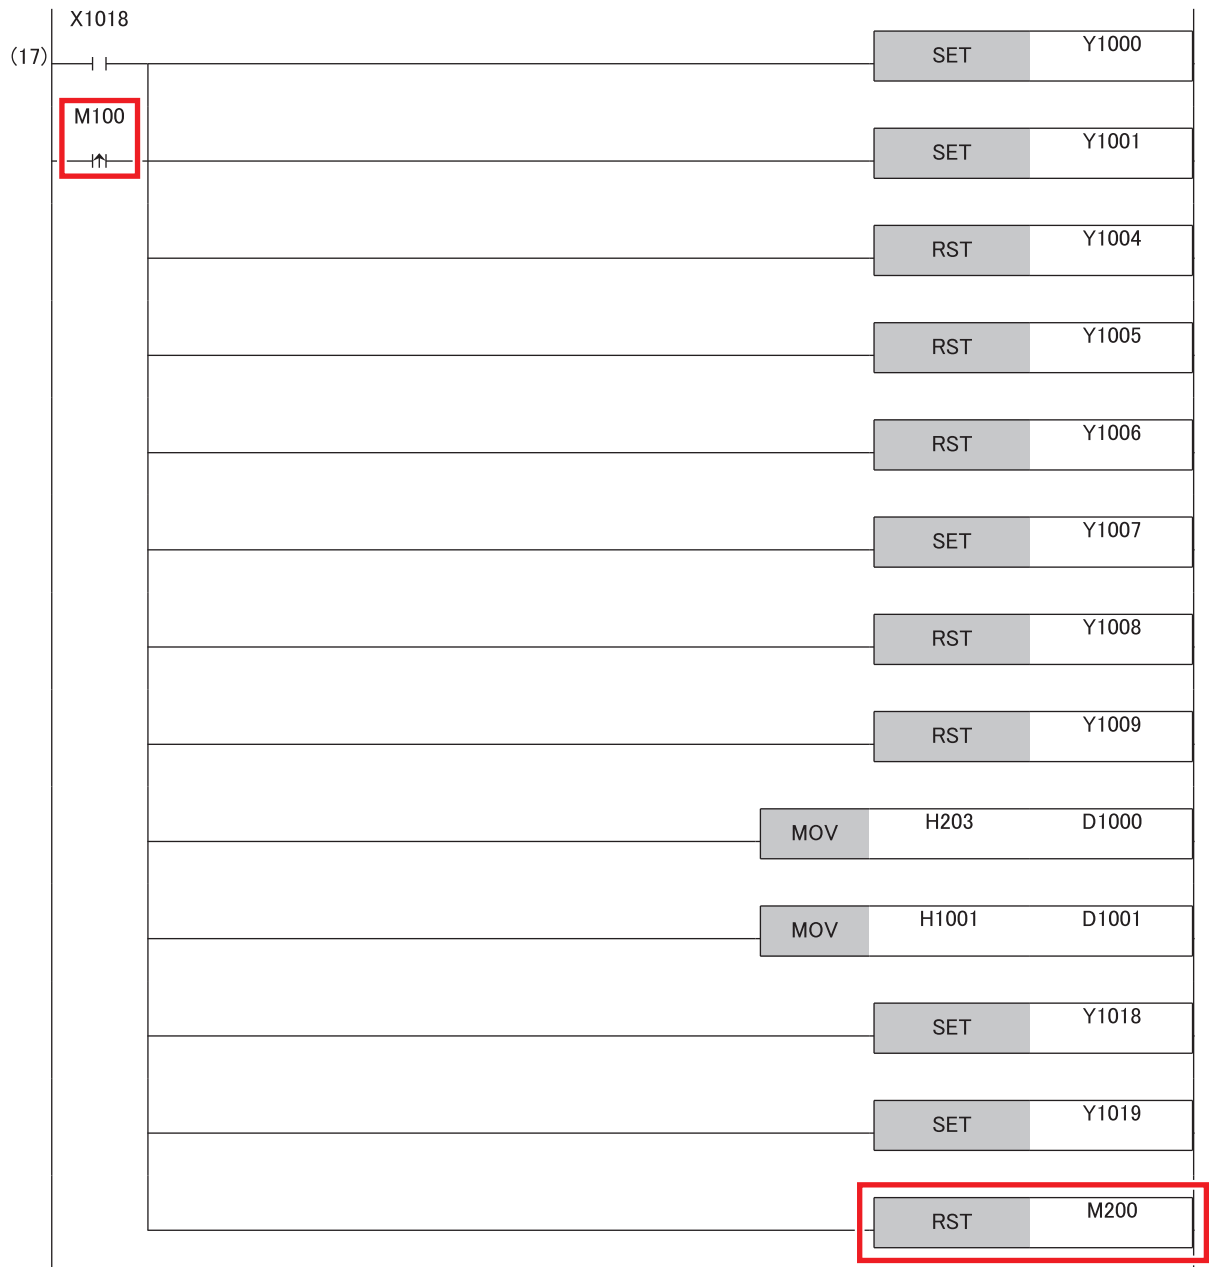 X1018
(17) SET Y1000
M100
SET Y1001
RST Y1004
RST Y1005
RST Y1006
SET Y1007
RST Y1008
RST Y1009
MOV H203 D1000
MOV H1001 D1001
SET Y1018
SET Y1019
RST M200